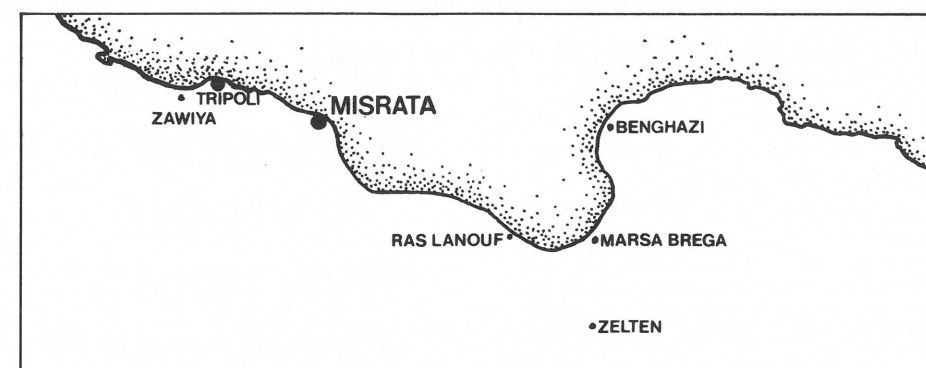 TRIPOLI
MISRATA
ZAWIYA
BENGHAZI
RAS LANOUF
MARSA BREGA
ZELTEN